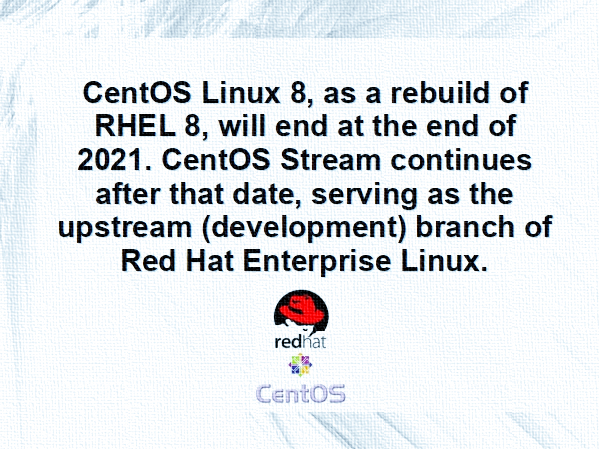 CentOS Linux 8, as a rebuild of
RHEL 8, will end at the end of
2021. CentOS Stream continues
after that date, serving as the
upstream (development) branch of
Red Hat Enterprise Linux.
redhat
CentOS